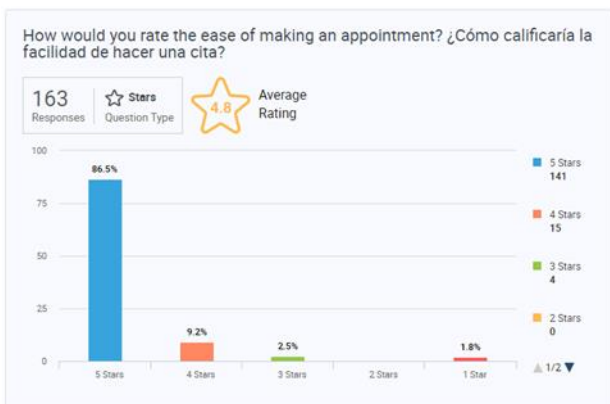 How would you rate the ease of making an appointment? ¿Cómo calificaría la
facilidad de hacer una cita?
163
Responses
Stars
Question Type
4.8
Average
Rating
100
75
50
25
0
86.5%
9.2%
2.5%
1.8%
5 Stars
4 Stars
3 Stars
2 Stars
1 Star
5 Stars
141
4 Stars
15
3 Stars
4
2 Stars
0
1/2